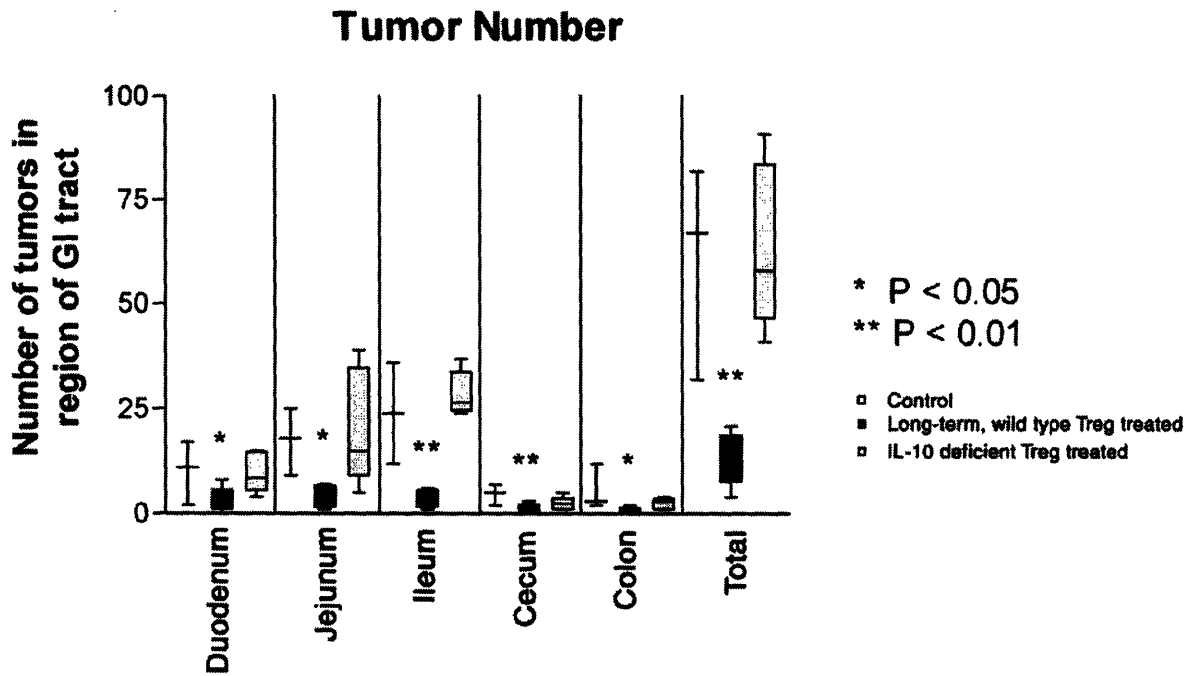 Tumor Number
Number of tumors in
region of GI tract
100
75
50
25
0
*
*
**
**
*
**
Duodenum
Jejunum
Ileum
Cecum
Colon
Total
* P < 0.05
** P < 0.01
Control
Long-term, wild type Treg treated
IL-10 deficient Treg treated